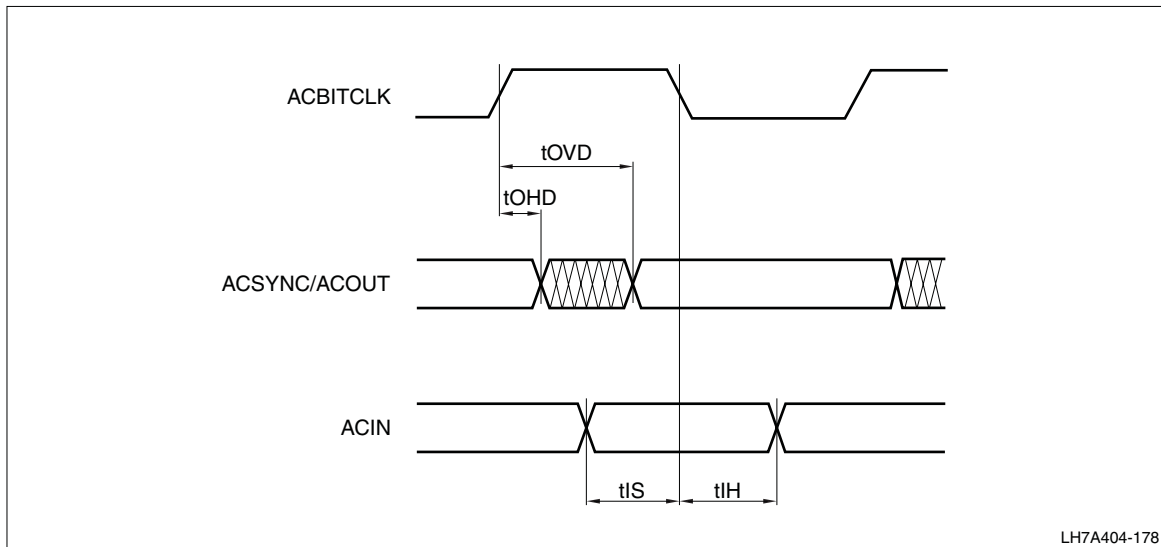 ACBITCLK
tOVD
tOHD
ACSYNC/ACOUT
ACIN
tIS
tIH
LH7A404-178